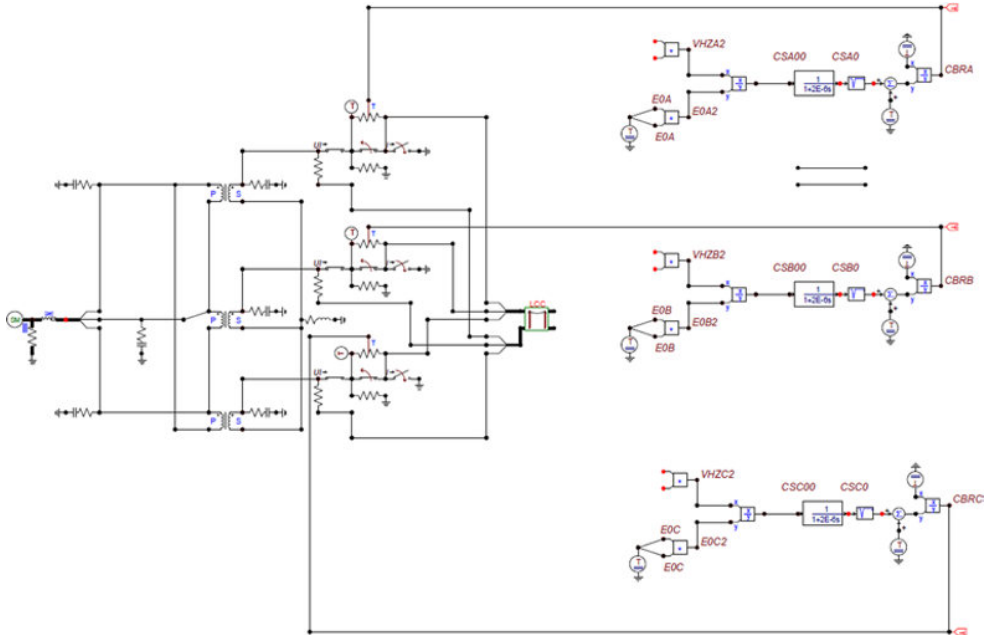 VHZA2
CSA00
CSA0
x
y
1
1+2E-6s
CBRA
E0A
E0A2
E0A
T
UI
P
S
VHZB2
CSB00
CSB0
x
y
1
1+2E-6s
CBRB
E0B
E0B2
E0B
T
UI
LCC
P
S
T
UI
P
S
VHZC2
CSC00
CSC0
x
y
1
1+2E-6s
CBRC
E0C
E0C2
E0C